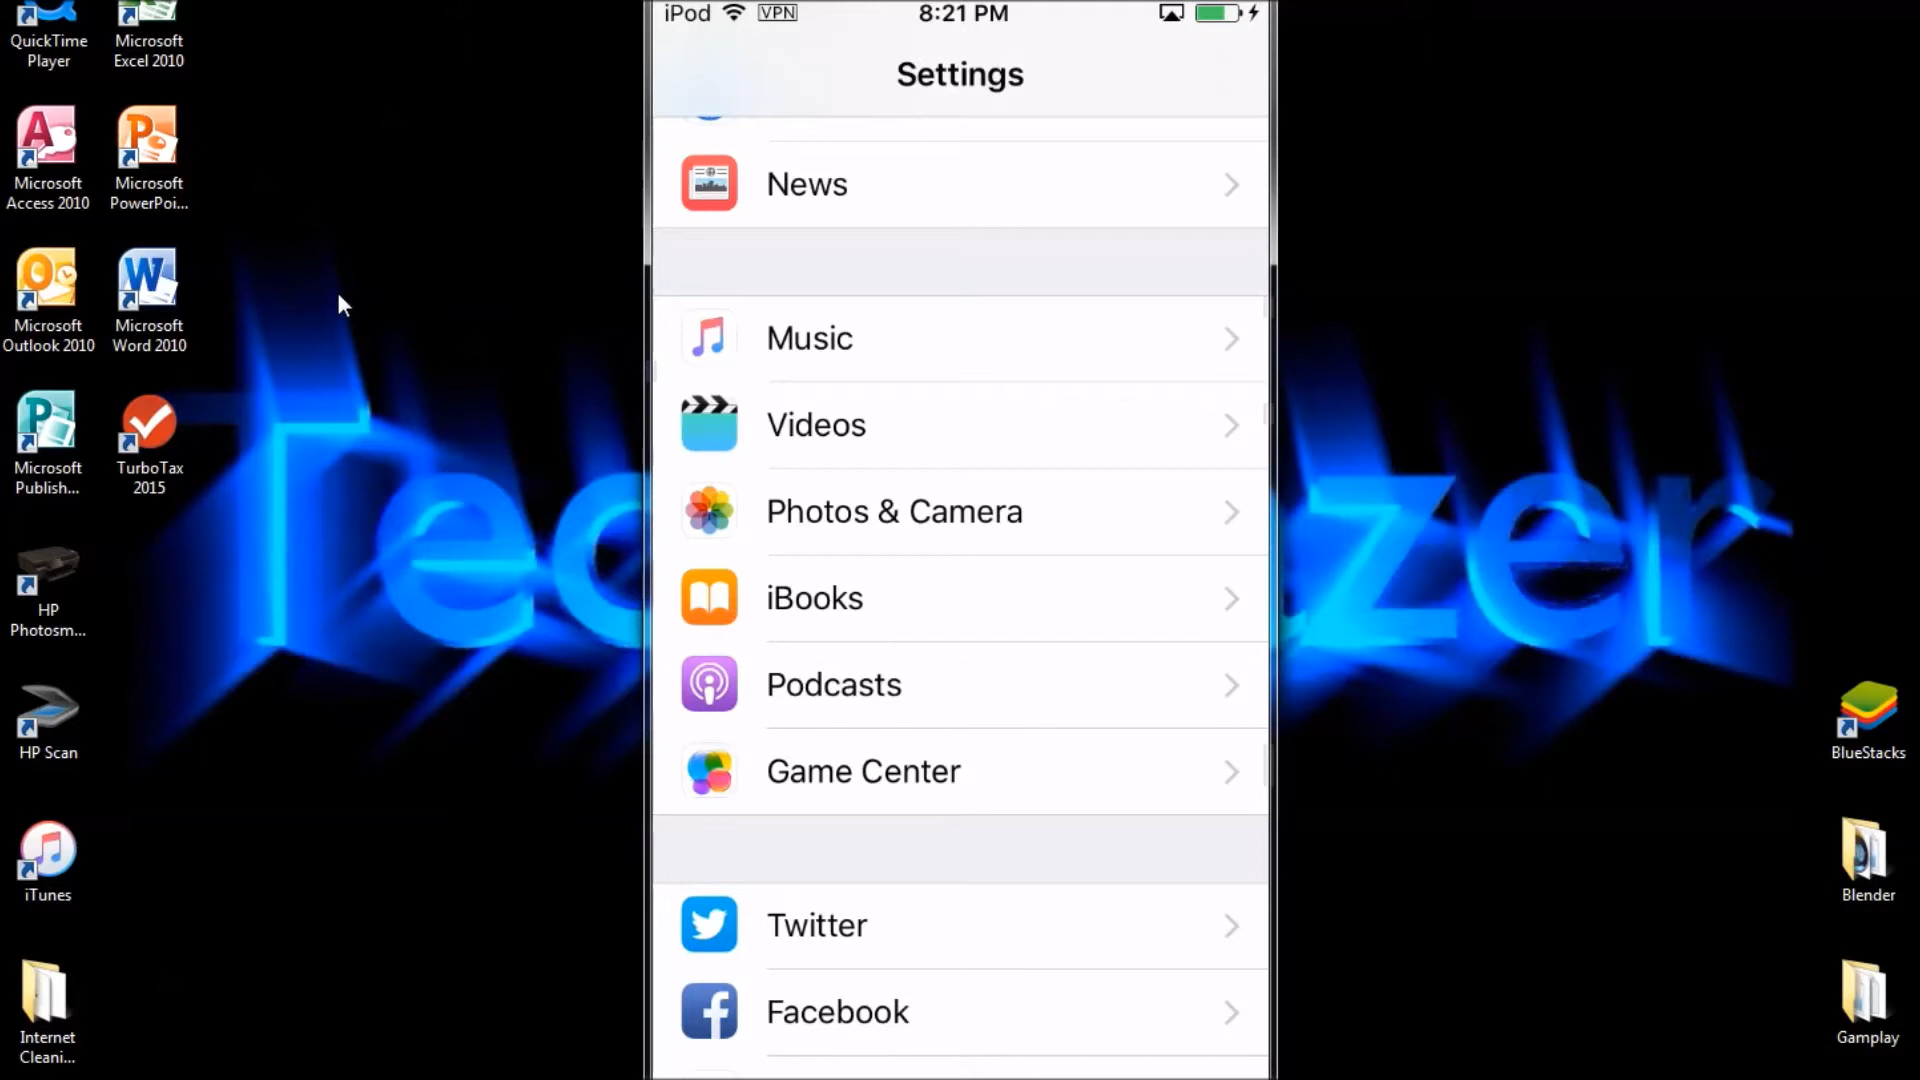 QuickTime
Player
Microsoft
Excel 2010
Microsoft
Access 2010
Microsoft
PowerPoi...
Microsoft
Outlook 2010
Microsoft
Word 2010
Microsoft
Publish...
TurboTax
2015
HP
Photosm...
HP Scan
iTunes
Internet
Cleani...
iPod VPN 8:21 PM
Settings
News
Music
Videos
Photos & Camera
iBooks
Podcasts
Game Center
Twitter
Facebook
BlueStacks
Blender
Gameplay